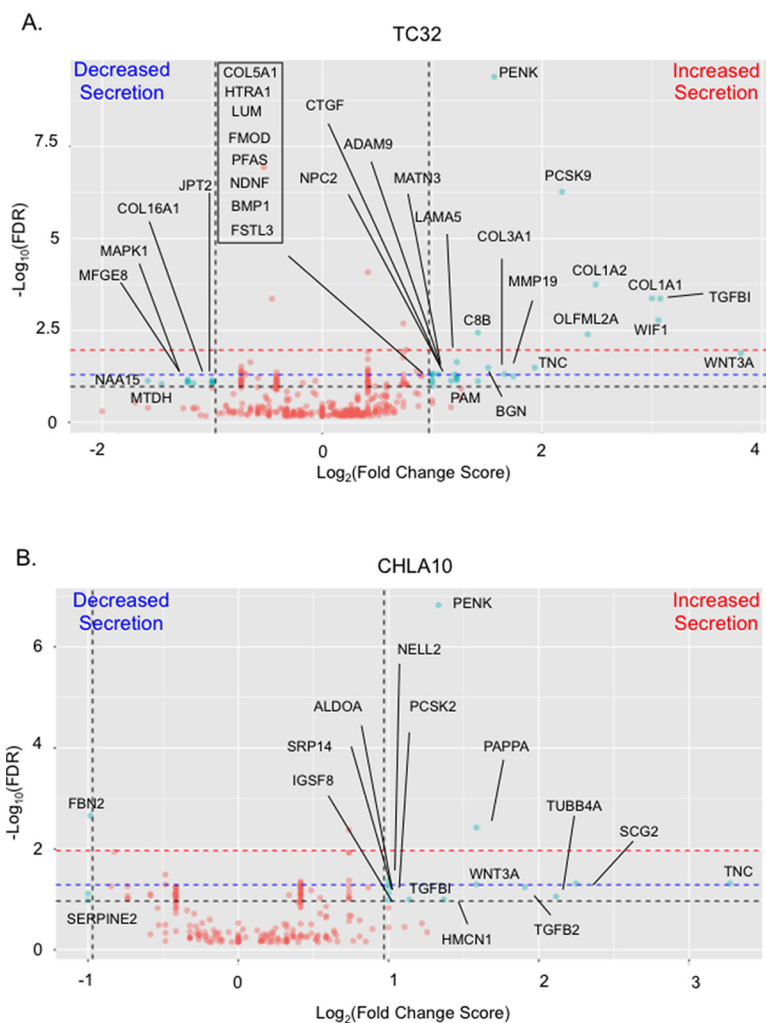 A.
TC32
Decreased
Secretion
Increased
Secretion
COL5A1
HTRA1
LUM
FMOD
PFAS
NDNF
BMP1
FSTL3
PENK
CTGF
ADAM9
NPC2
MATN3
PCSK9
JPT2
COL16A1
LAMA5
COL3A1
MAPK1
MFGE8
MMP19
COL1A2
COL1A1
TGFBI
C8B
OLFML2A
WIF1
NAA15
MTDH
TNC
WNT3A
PAM
BGN
7.5
5
2.5
0
-Log10(FDR)
-2
0
2
4
Log2(Fold Change Score)
B.
CHLA10
Decreased
Secretion
Increased
Secretion
PENK
NELL2
ALDOA
PCSK2
SRP14
PAPPA
IGSF8
FBN2
TUBB4A
SCG2
WNT3A
TNC
TGFBI
SERPINE2
HMCN1
TGFB2
6
4
2
0
-Log10(FDR)
-1
0
1
2
3
Log2(Fold Change Score)